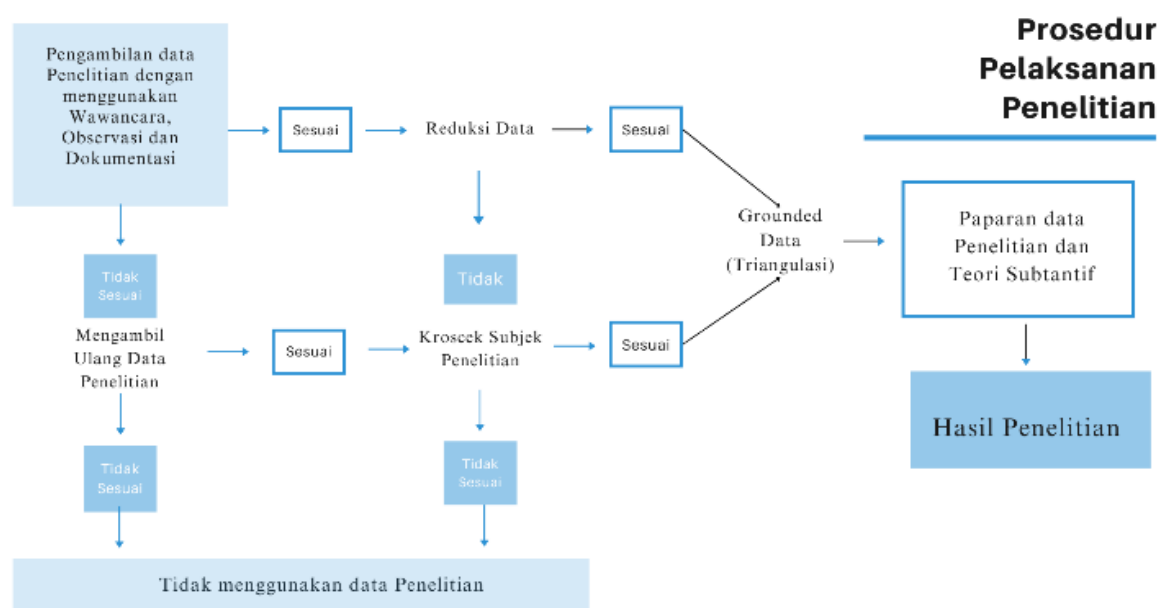 Prosedur
Pelaksanan
Penelitian
Pengambilan data
Penelitian dengan
menggunakan
Wawancara,
Observasi dan
Dokumentasi
Sesuai
Reduksi Data
Sesuai
Grounded
Data
(Triangulasi)
Paparan data
Penelitian dan
Teori Subtantif
Tidak
Sesuai
Tidak
Mengambil
Ulang Data
Penelitian
Sesuai
Kroscek Subjek
Penelitian
Sesuai
Hasil Penelitian
Tidak
Sesuai
Tidak
Sesuai
Tidak menggunakan data Penelitian